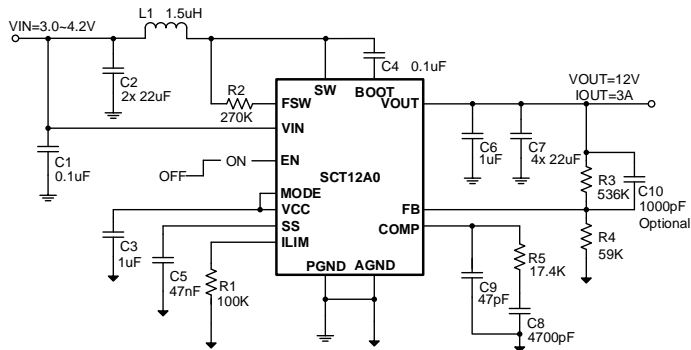 L1 1.5uH
VIN=3.0~4.2V
C4 0.1uF
C2
2x 22uF
R2
270K
SW
BOOT
FSW
VOUT
VOUT=12V
IOUT=3A
VIN
C1
0.1uF
C6
1uF
C7
4x 22uF
OFF ON
EN
SCT12A0
R3
536K
C10
1000pF
Optional
MODE
VCC
FB
SS
COMP
ILIM
C3
1uF
C5
47nF
R1
100K
PGND
AGND
R4
59K
R5
17.4K
C9
47pF
C8
4700pF